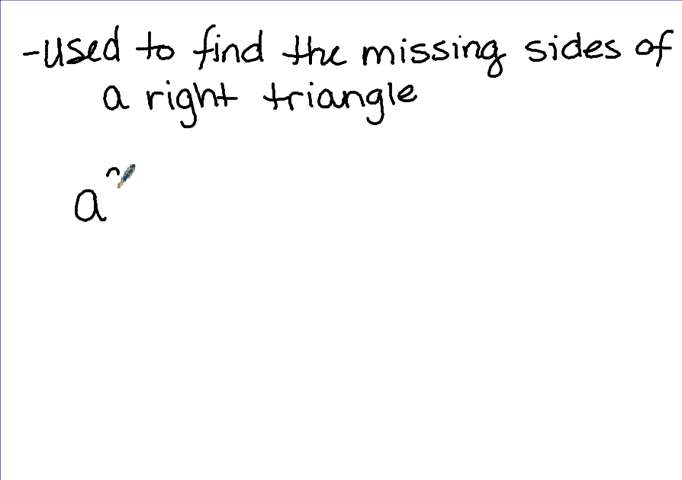 -used to find the missing sides of
a right triangle
a